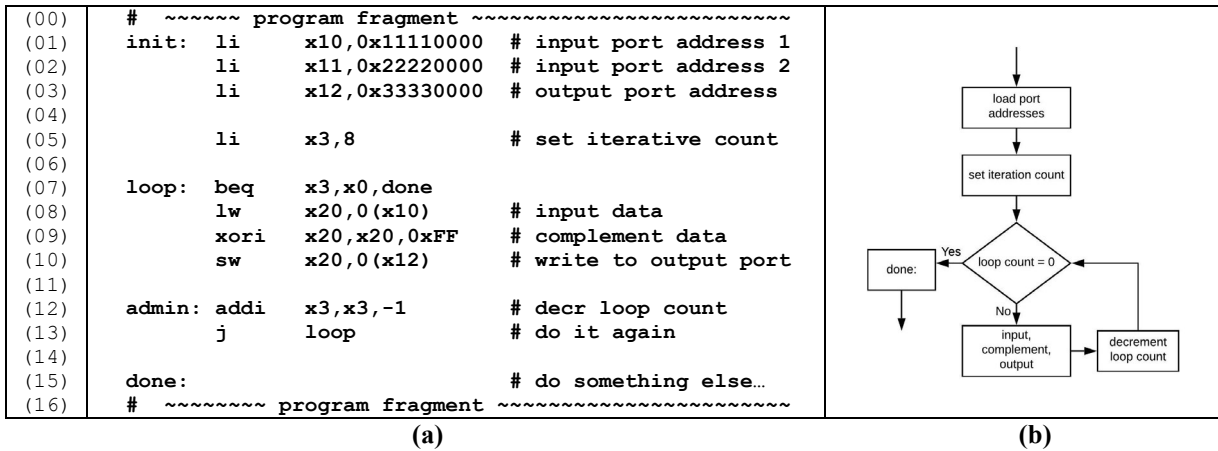 (00) # ~~~~~~ program fragment ~~~~~~~~~~~~~~~~~~~~~~~~~
(01) init: li x10,0x11110000 # input port address 1
(02) li x11,0x22220000 # input port address 2
(03) li x12,0x33330000 # output port address
(04)
(05) li x3,8 # set iterative count
(06)
(07) loop: beq x3,x0,done
(08) lw x20,0(x10) # input data
(09) xori x20,x20,0xFF # complement data
(10) sw x20,0(x12) # write to output port
(11)
(12) admin: addi x3,x3,-1 # decr loop count
(13) j loop # do it again
(14)
(15) done: # do something else…
(16) # ~~~~~~~~ program fragment ~~~~~~~~~~~~~~~~~~~~~~~
(a)
load port
addresses
set iteration count
loop count = 0
Yes
done:
No
input,
complement,
output
decrement
loop count
(b)